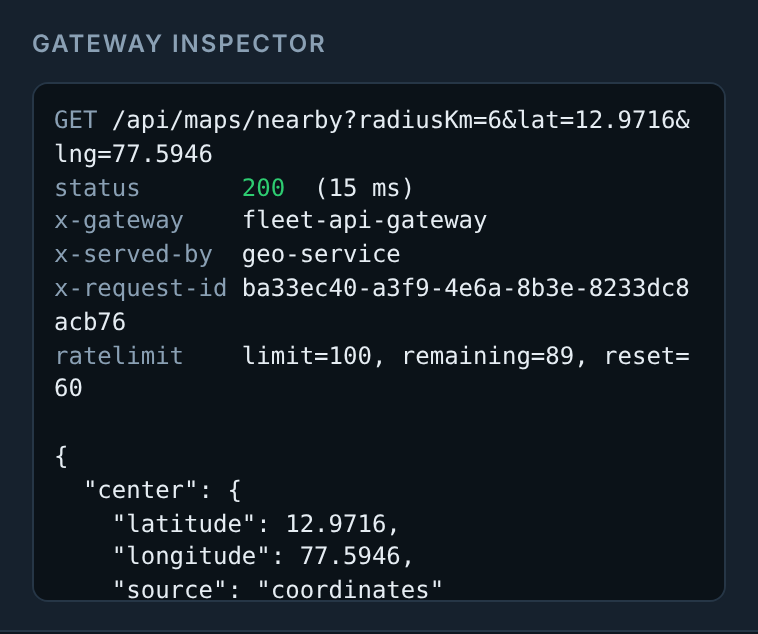 GATEWAY INSPECTOR
GET /api/maps/nearby?radiusKm=6&lat=12.9716&
lng=77.5946
status 200 (15 ms)
x-gateway fleet-api-gateway
x-served-by geo-service
x-request-id ba33ec40-a3f9-4e6a-8b3e-8233dc8
acb76
ratelimit limit=100, remaining=89, reset=
60
{
"center": {
"latitude": 12.9716,
"longitude": 77.5946,
"source": "coordinates"